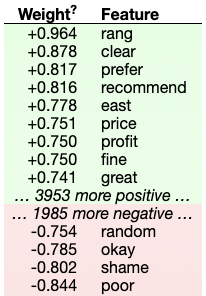 Weight? Feature
+0.964 rang
+0.878 clear
+0.817 prefer
+0.816 recommend
+0.778 east
+0.751 price
+0.750 profit
+0.750 fine
+0.741 great
… 3953 more positive …
… 1985 more negative …
-0.754 random
-0.785 okay
-0.802 shame
-0.844 poor